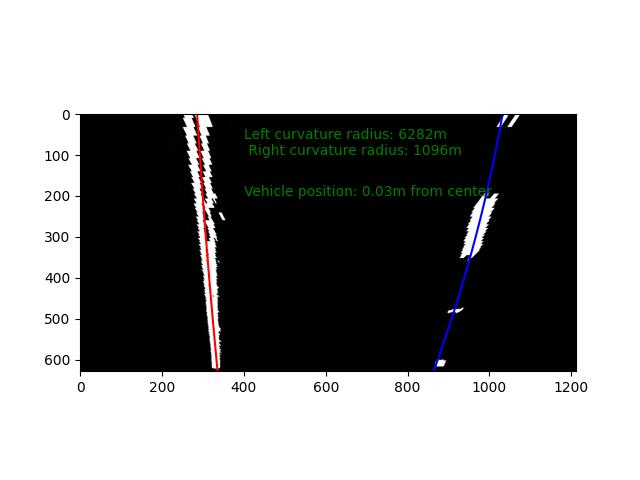 0
100
200
300
400
500
600
Left curvature radius: 6282m
Right curvature radius: 1096m
Vehicle position: 0.03m from center
0 200 400 600 800 1000 1200